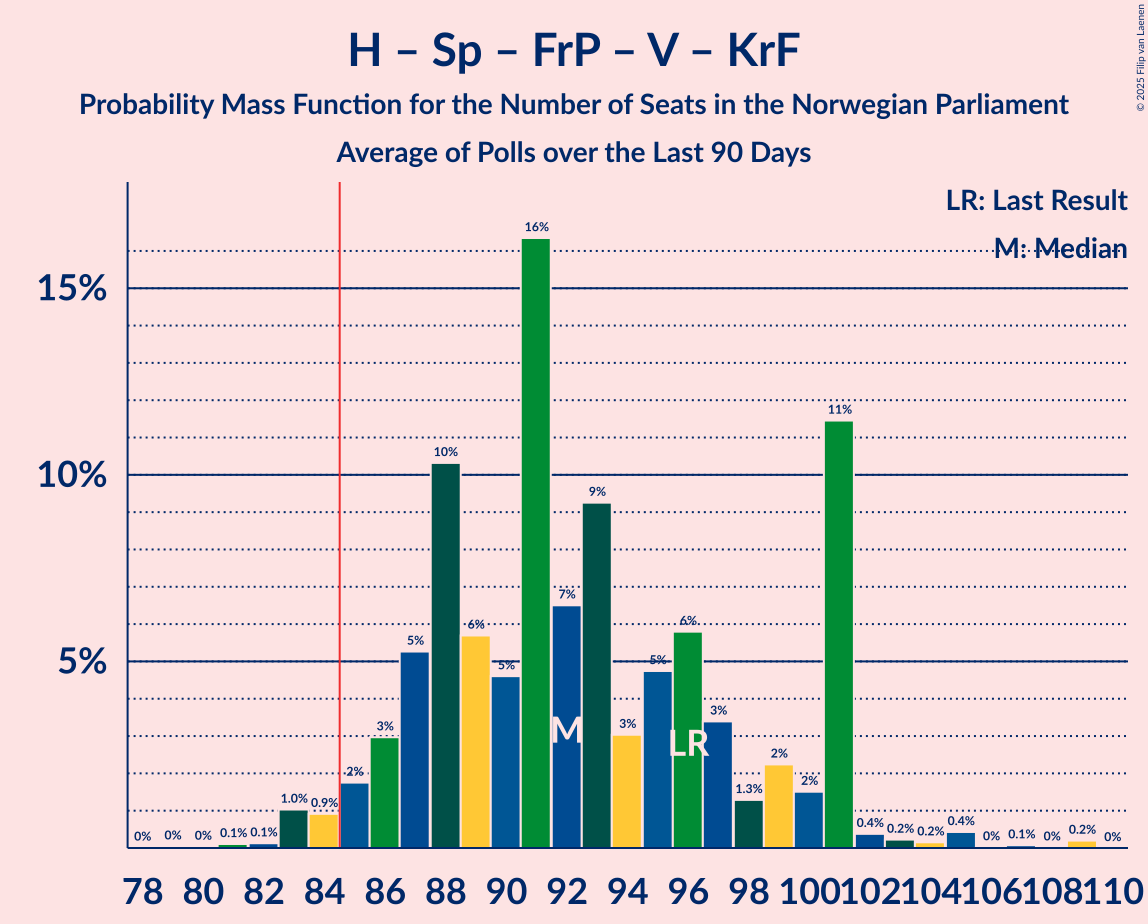 H – Sp – FrP – V – KrF
Probability Mass Function for the Number of Seats in the Norwegian Parliament
Average of Polls over the Last 90 Days
© 2025 Filip van Laenen
LR: Last Result
M: Median
15%
10%
5%
0% 0% 0% 0.1% 0.1% 1.0% 0.9% 2% 3% 5% 10% 6% 5% 16% 7% 9% 3% 5% 6% 3% 1.3% 2% 2% 11% 0.4% 0.2% 0.2% 0.4% 0% 0.1% 0% 0.2% 0%
M
LR
78 80 82 84 86 88 90 92 94 96 98 100 102 104 106 108 110